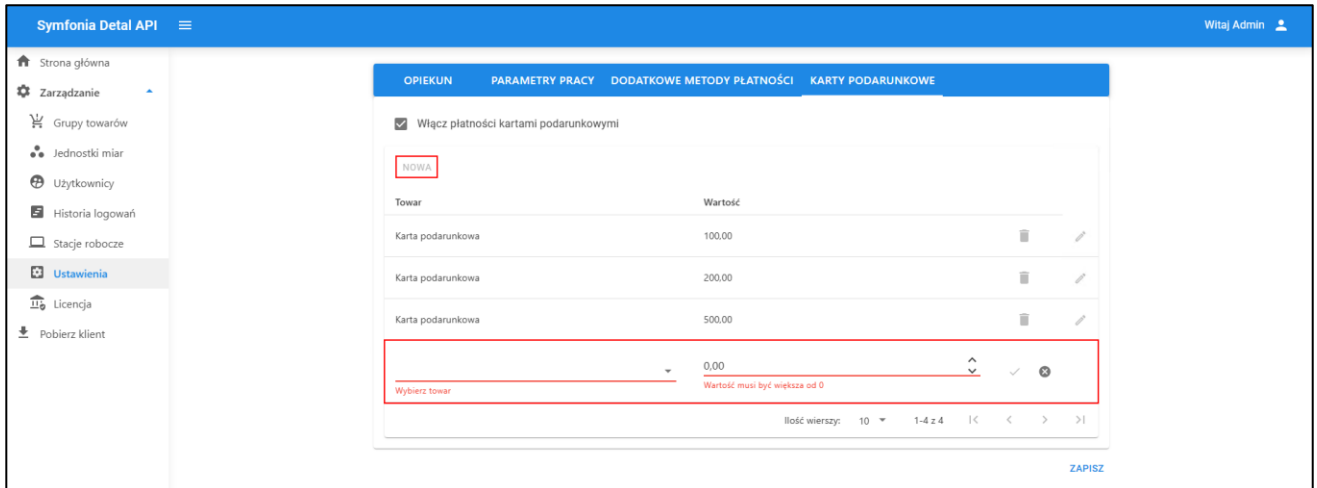 Symfonia Detal API
Witaj Admin
Strona główna
Zarządzanie
Grupy towarów
Jednostki miar
Użytkownicy
Historia logowań
Stacje robocze
Ustawienia
Licencja
Pobierz klient
OPIEKUN PARAMETRY PRACY DODATKOWE METODY PŁATNOŚCI KARTY PODARUNKOWE
Włącz płatności kartami podarunkowymi
NOWA
Towar Wartość
Karta podarunkowa 100,00
Karta podarunkowa 200,00
Karta podarunkowa 500,00
0,00
Wybierz towar Wartość musi być większa od 0
Ilość wierszy: 10 1-4 z 4
ZAPISZ